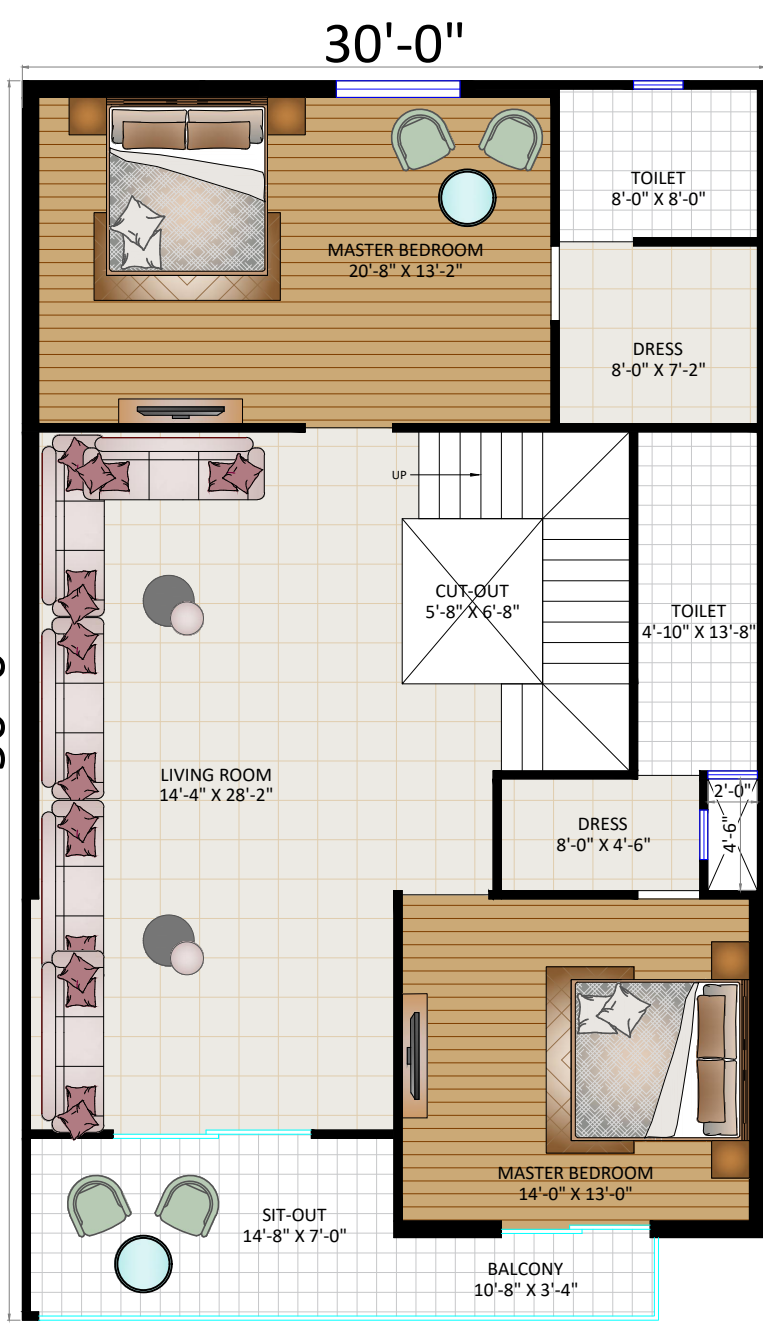 30'-0"
TOILET
8'-0" X 8'-0"
MASTER BEDROOM
20'-8" X 13'-2"
DRESS
8'-0" X 7'-2"
UP
CUT-OUT
5'-8" X 6'-8"
TOILET
4'-10" X 13'-8"
LIVING ROOM
14'-4" X 28'-2"
2'-0"
4'-6"
DRESS
8'-0" X 4'-6"
MASTER BEDROOM
14'-0" X 13'-0"
SIT-OUT
14'-8" X 7'-0"
BALCONY
10'-8" X 3'-4"